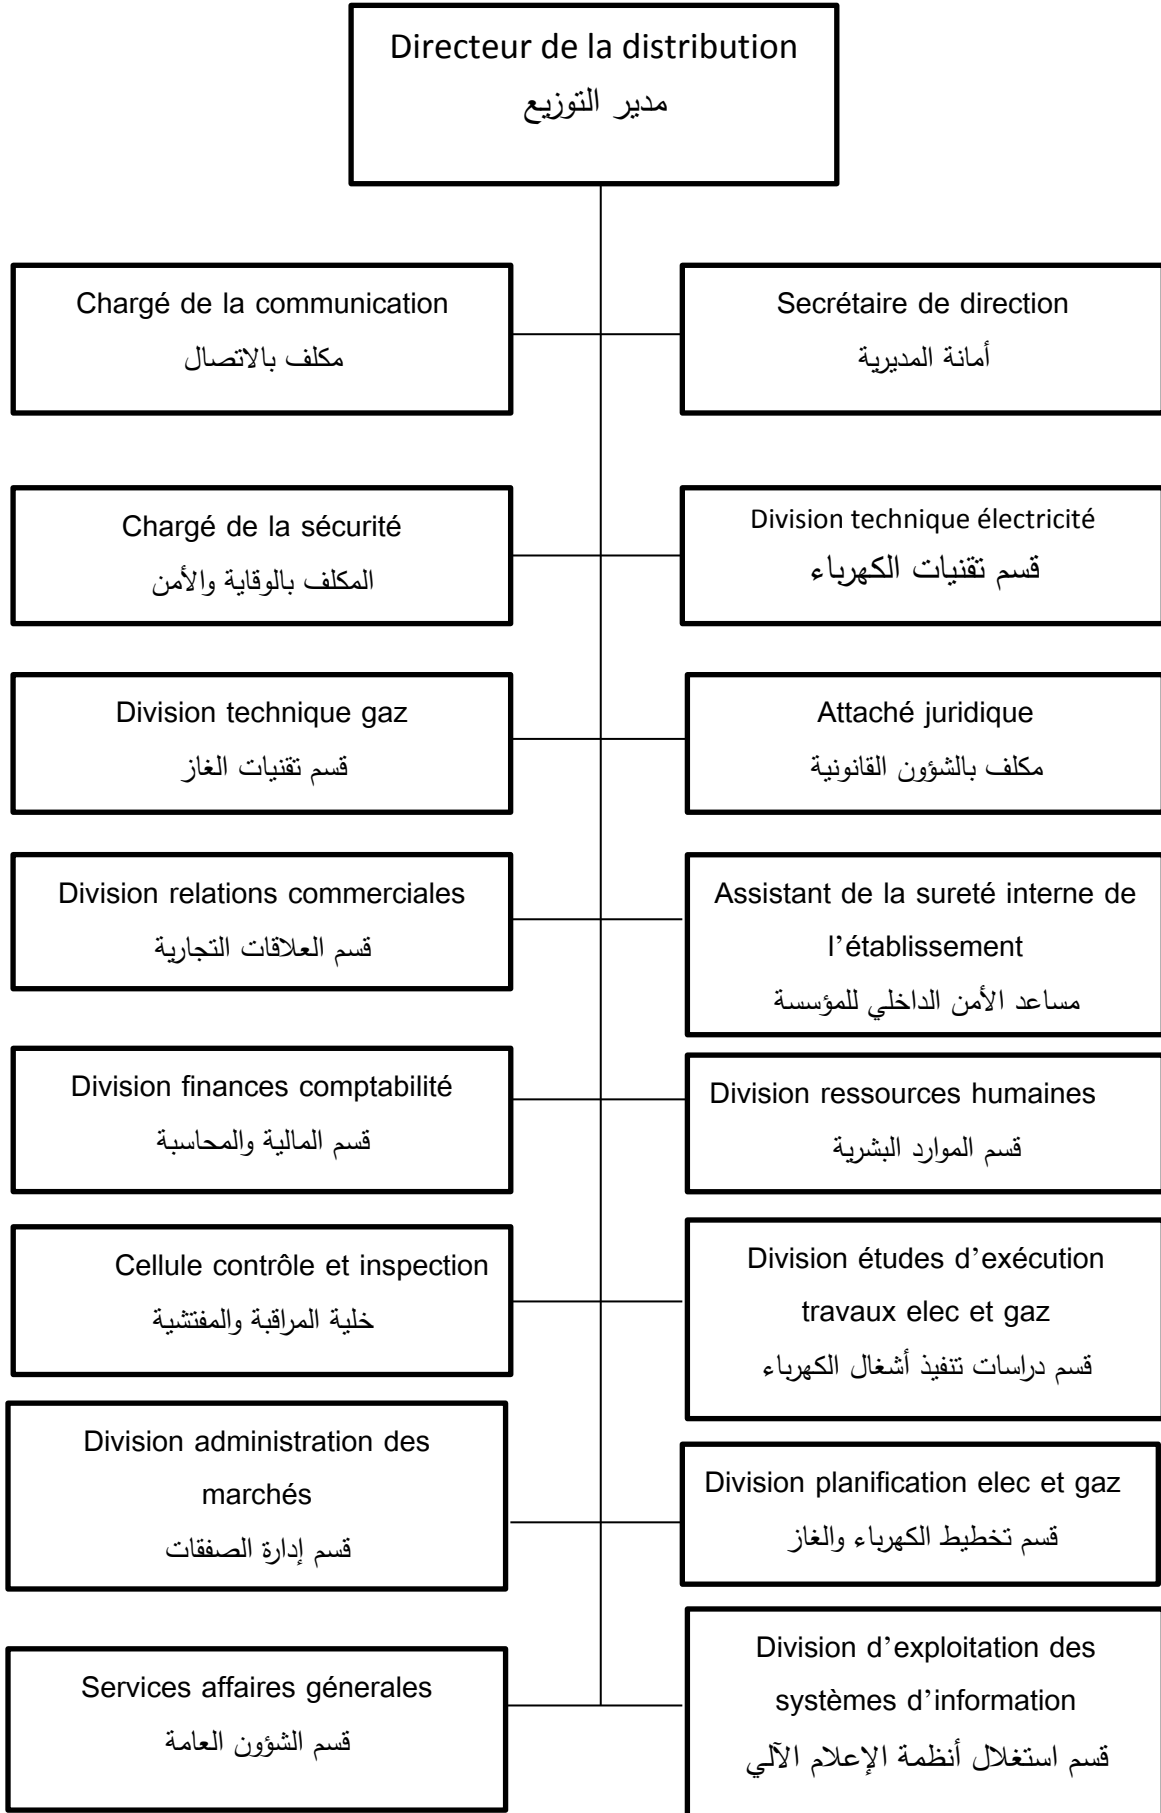 Directeur de la distribution
مدير التوزيع
Chargé de la communication
مكلف بالاتصال
Secrétaire de direction
أمانة المديرية
Chargé de la sécurité
المكلف بالوقاية والأمن
Division technique électricité
قسم تقنيات الكهرباء
Division technique gaz
قسم تقنيات الغاز
Attaché juridique
مكلف بالشؤون القانونية
Division relations commerciales
قسم العلاقات التجارية
Assistant de la sureté interne de
l’établissement
مساعد الأمن الداخلي للمؤسسة
Division finances comptabilité
قسم المالية والمحاسبة
Division ressources humaines
قسم الموارد البشرية
Cellule contrôle et inspection
خلية المراقبة والمفتشية
Division études d’exécution
travaux elec et gaz
قسم دراسات تنفيذ أشغال الكهرباء
Division administration des
marchés
قسم إدارة الصفقات
Division planification elec et gaz
قسم تخطيط الكهرباء والغاز
Services affaires génerales
قسم الشؤون العامة
Division d’exploitation des
systèmes d’information
قسم استغلال أنظمة الإعلام الآلي